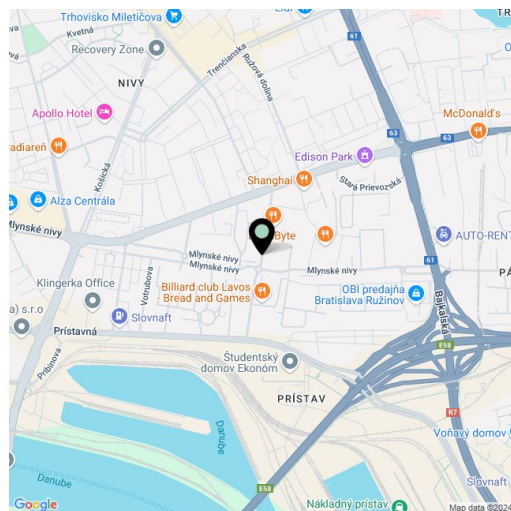 Trhovisko Miletičova
Kvetná
Recovery Zone
Trenčianska
Ružová dolina
61
NIVY
63
McDonald's
Apollo Hotel
63
Edison Park
Košická
Shanghai
Stará Prievozská
Alza Centrála
Mlynské nivy
Byte
AUTO-RENT
Mlynské nivy
Mlynské nivy
Mlynské nivy
61
Klingerka Office
Votrubova
Billiard club Lavos
Bread and Games
OBI predajňa
Bratislava Ružinov
Bajkalská
s.r.o
Slovnaft
Prístavná
E58
Pribinova
Študentský
domov Ekonóm
PRÍSTAV
R7
Danube
Voňavý domov
Danube
E58
Slovnaft
Nákladný prístav
Google
Map data ©2024